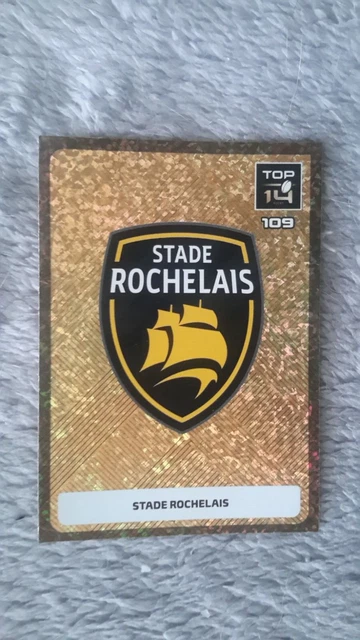 TOP
14
109
STADE
ROCHELAIS
STADE ROCHELAIS